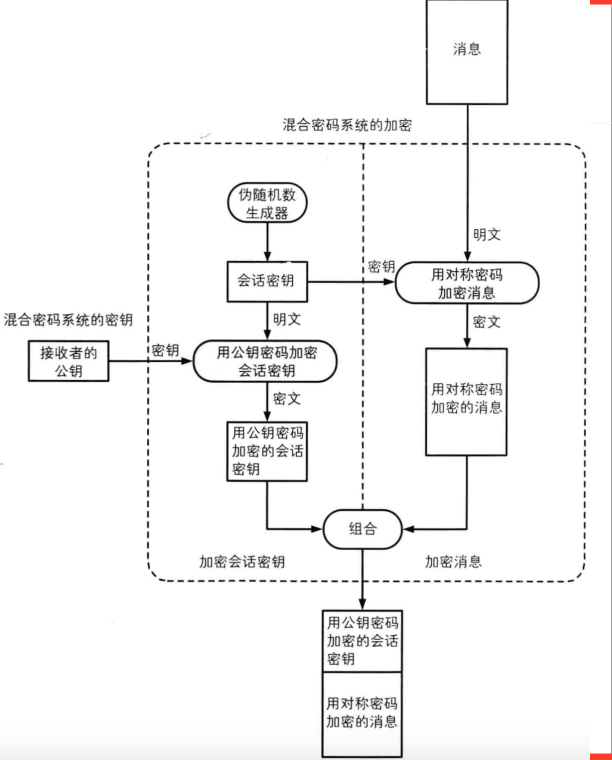 消息
混合密码系统的加密
伪随机数
生成器
明文
会话密钥
密钥
用对称密码
加密消息
混合密码系统的密钥
明文
密文
接收者的
公钥
密钥
用公钥密码加密
会话密钥
用对称密码
加密的消息
密文
用公钥密码
加密的会话
密钥
组合
加密会话密钥
加密消息
用公钥密码
加密的会话
密钥
用对称密码
加密的消息